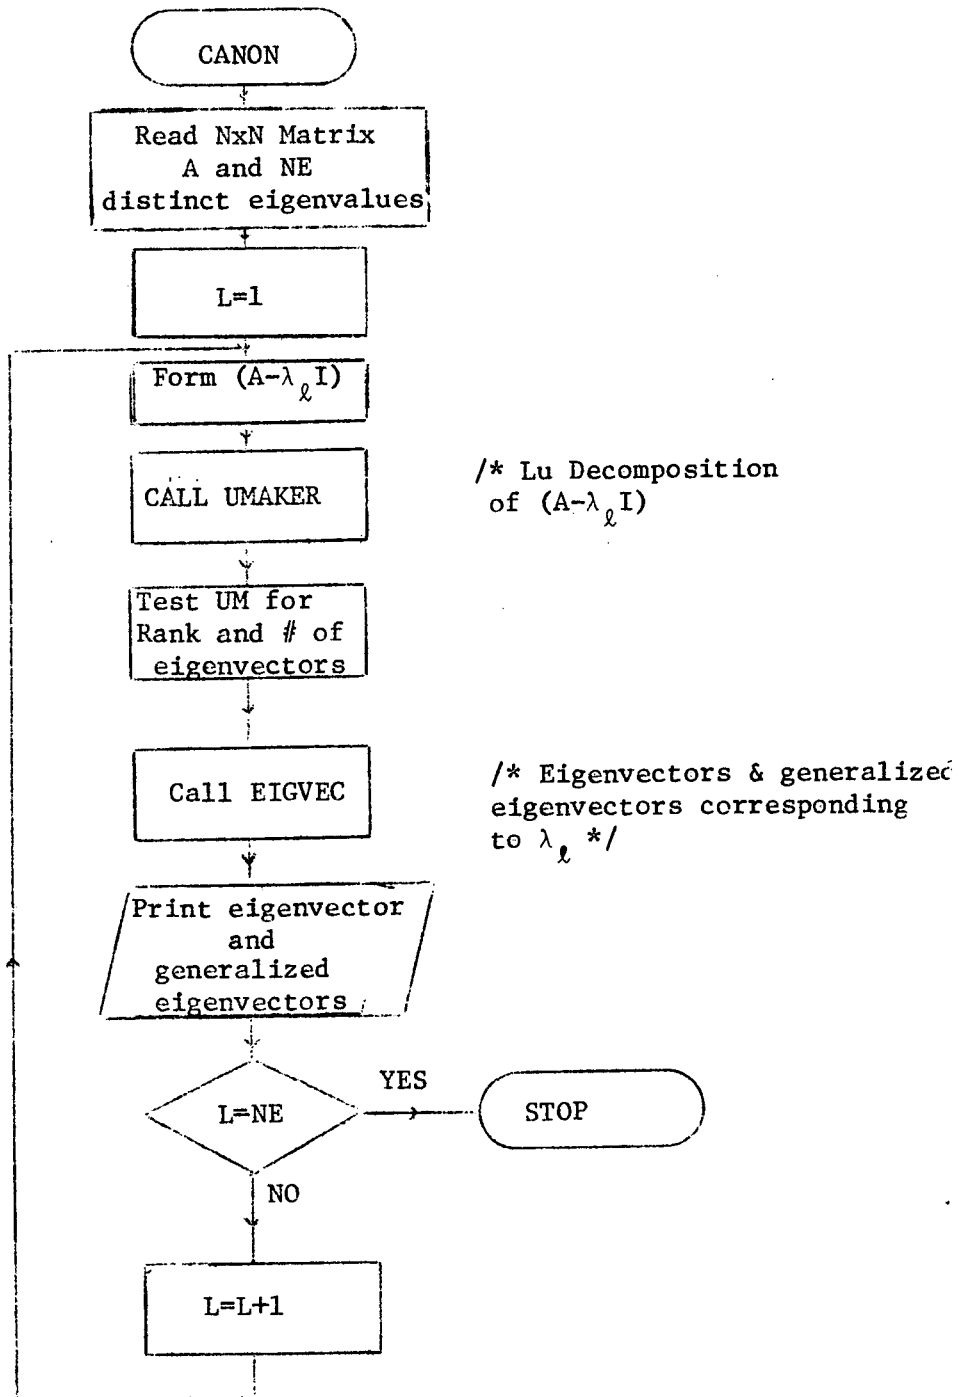 CANON
Read NxN Matrix
A and NE
distinct eigenvalues
L=1
Form (A-λℓI)
CALL UMAKER
/* Lu Decomposition
of (A-λℓI)
Test UM for
Rank and # of
eigenvectors
Call EIGVEC
/* Eigenvectors & generalized
eigenvectors corresponding
to λℓ */
Print eigenvector
and
generalized
eigenvectors
L=NE
YES
STOP
NO
L=L+1